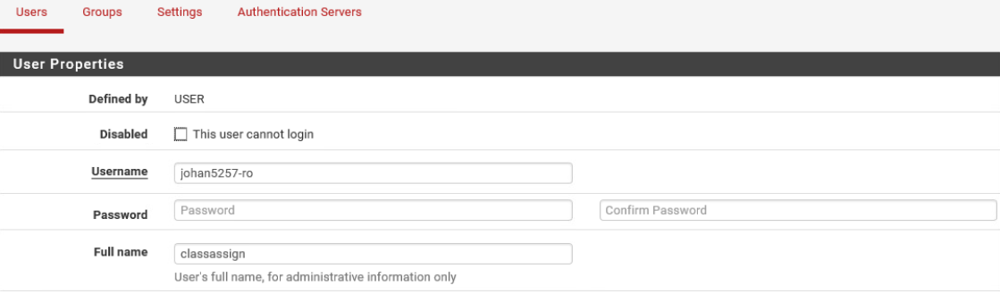 Users Groups Settings Authentication Servers
User Properties
Defined by USER
Disabled This user cannot login
Username johan5257-ro
Password Password Confirm Password
Full name classassign
User's full name, for administrative information only